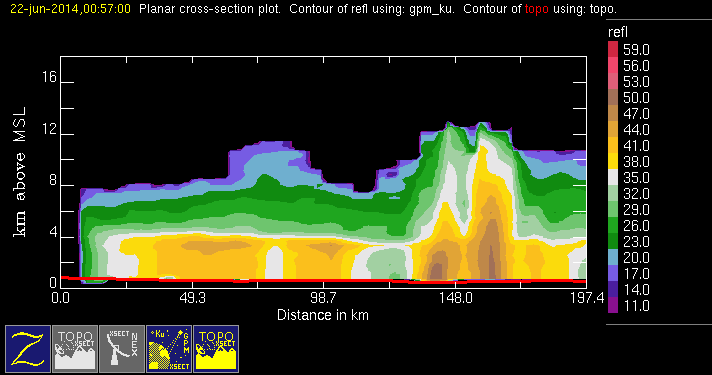 22-jun-2014,00:57:00 Planar cross-section plot. Contour of refl using: gpm_ku. Contour of topo using: topo.
refl
59.0
56.0
53.0
50.0
47.0
44.0
41.0
38.0
35.0
32.0
29.0
26.0
23.0
20.0
17.0
14.0
11.0
km above MSL
16
12
8
4
0
0.0 49.3 98.7 148.0 197.4
Distance in km
Z
TOPO XSECT
XSECT
Ku GPM XSECT
TOPO XSECT